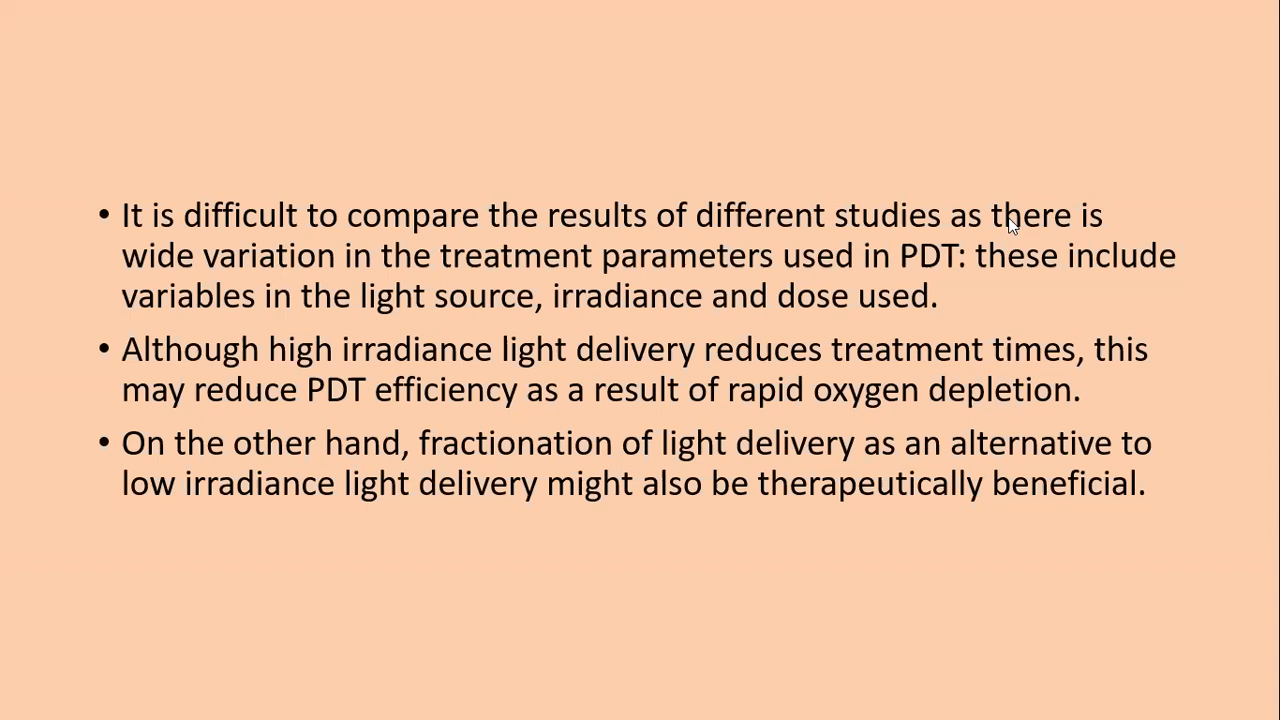 • It is difficult to compare the results of different studies as there is
wide variation in the treatment parameters used in PDT: these include
variables in the light source, irradiance and dose used.
• Although high irradiance light delivery reduces treatment times, this
may reduce PDT efficiency as a result of rapid oxygen depletion.
• On the other hand, fractionation of light delivery as an alternative to
low irradiance light delivery might also be therapeutically beneficial.